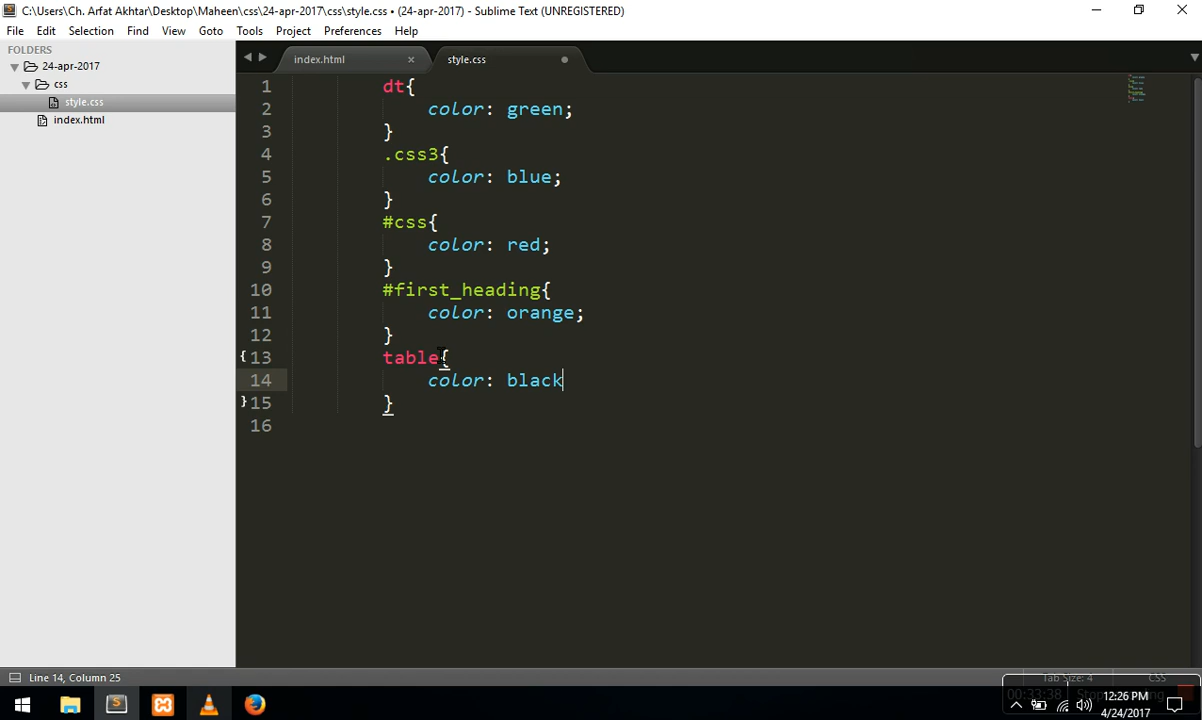 C:\Users\Ch. Arfat Akhtar\Desktop\Maheen\css\24-apr-2017\css\style.css • (24-apr-2017) - Sublime Text (UNREGISTERED)
File Edit Selection Find View Goto Tools Project Preferences Help
FOLDERS
24-apr-2017
css
style.css
index.html
index.html × style.css
1 dt{
2 color: green;
3 }
4 .css3{
5 color: blue;
6 }
7 #css{
8 color: red;
9 }
10 #first_heading{
11 color: orange;
12 }
13 table{
14 color: black
15 }
16
Line 14, Column 25 Tab Size: 4 CSS
00:33:38 12:26 PM
4/24/2017